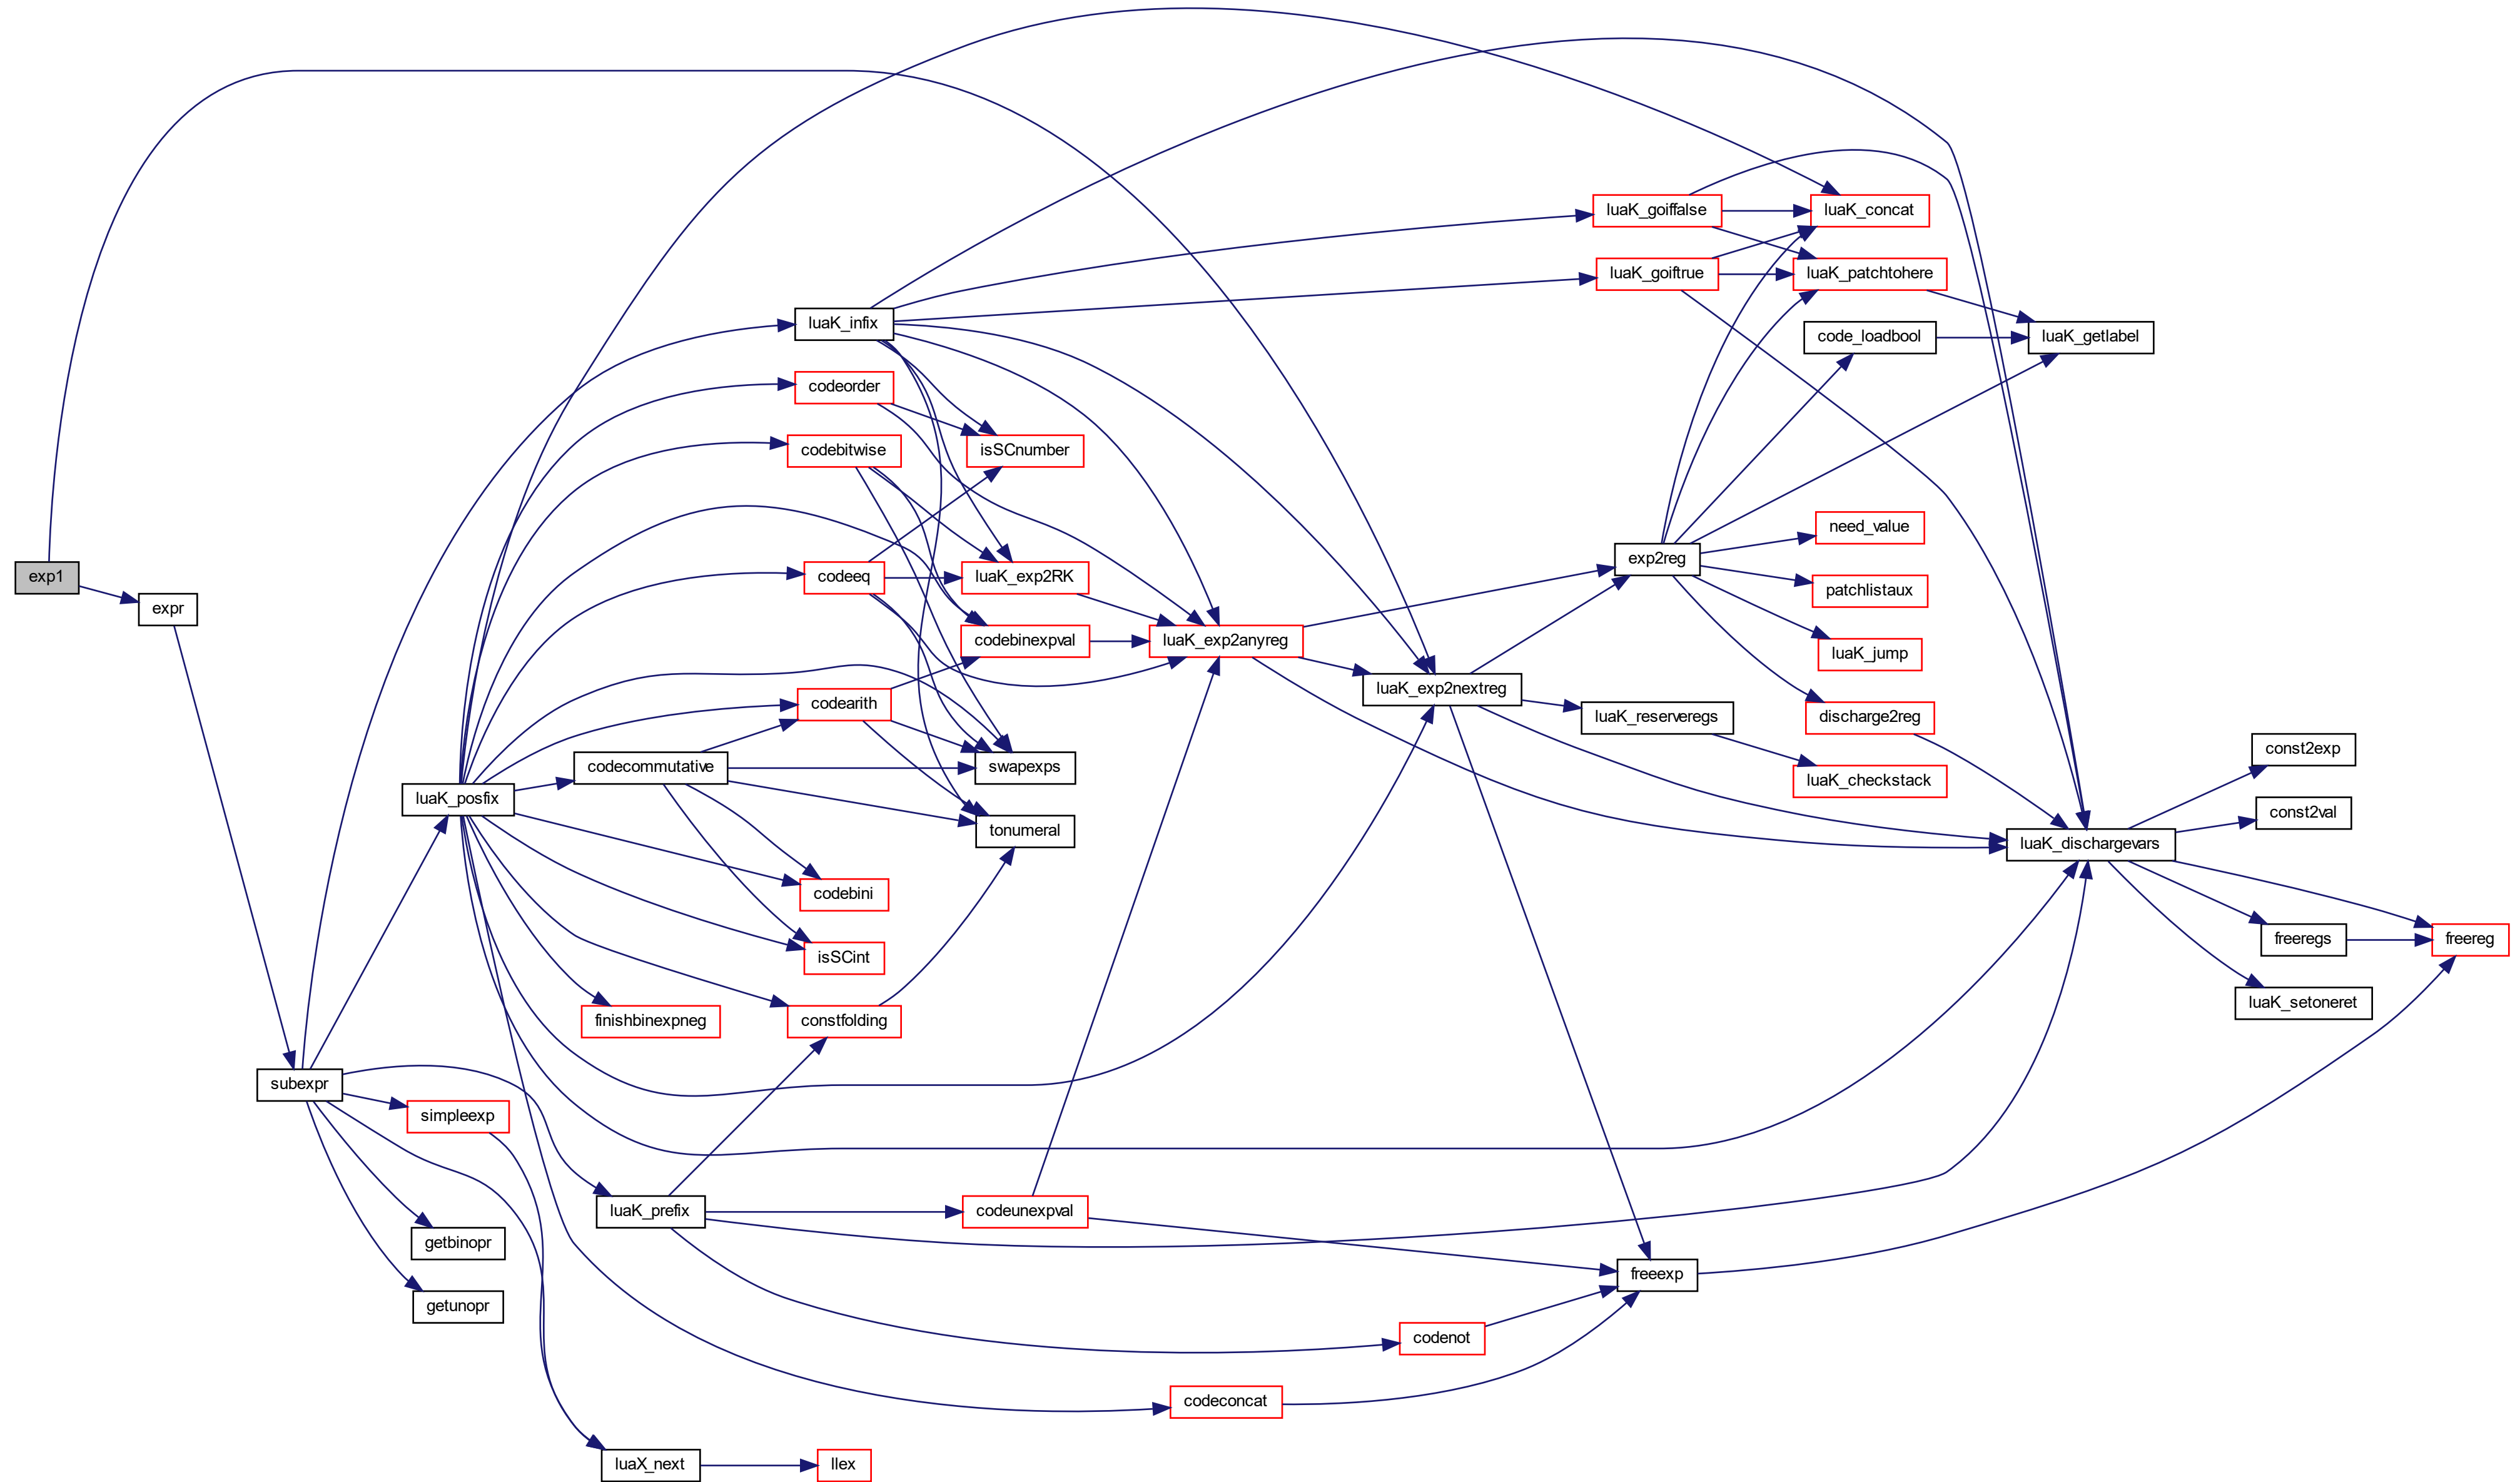 exp1
expr
subexpr
luaK_posfix
simpleexp
getbinopr
getunopr
codecommutative
finishbinexpneg
luaK_prefix
luaX_next
luaK_infix
codeorder
codebitwise
codeeq
codearith
codebini
isSCint
constfolding
llex
isSCnumber
luaK_exp2RK
codebinexpval
swapexps
tonumeral
codeunexpval
luaK_exp2anyreg
codeconcat
luaK_exp2nextreg
codenot
luaK_goiffalse
luaK_goiftrue
exp2reg
luaK_reserveregs
freeexp
luaK_concat
luaK_patchtohere
code_loadbool
need_value
patchlistaux
luaK_jump
discharge2reg
luaK_checkstack
luaK_getlabel
luaK_dischargevars
const2exp
const2val
freeregs
luaK_setoneret
freereg